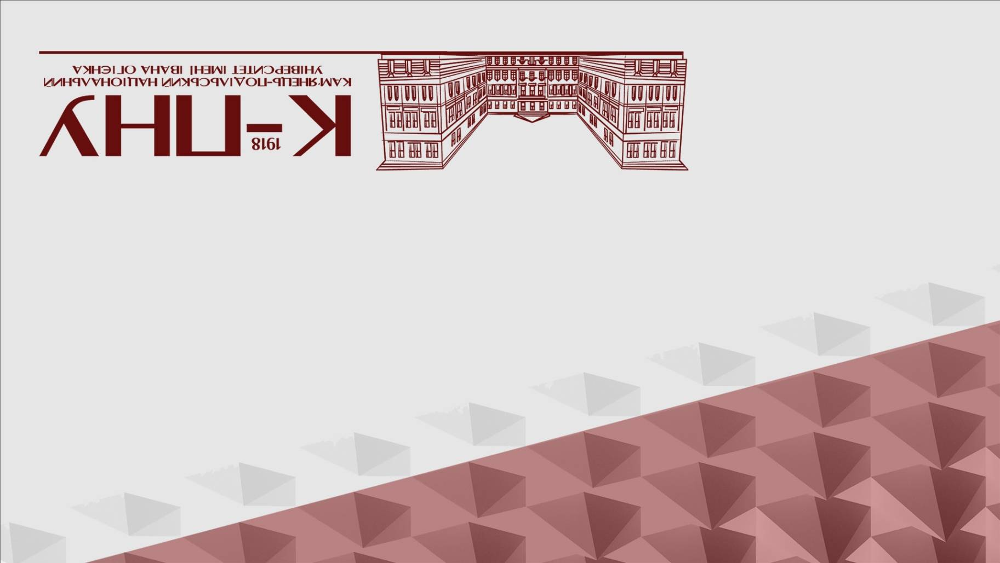 1918
К-ПНУ
КАМ'ЯНЕЦЬ-ПОДІЛЬСЬКИЙ НАЦІОНАЛЬНИЙ
УНІВЕРСИТЕТ ІМЕНІ ІВАНА ОГІЄНКА